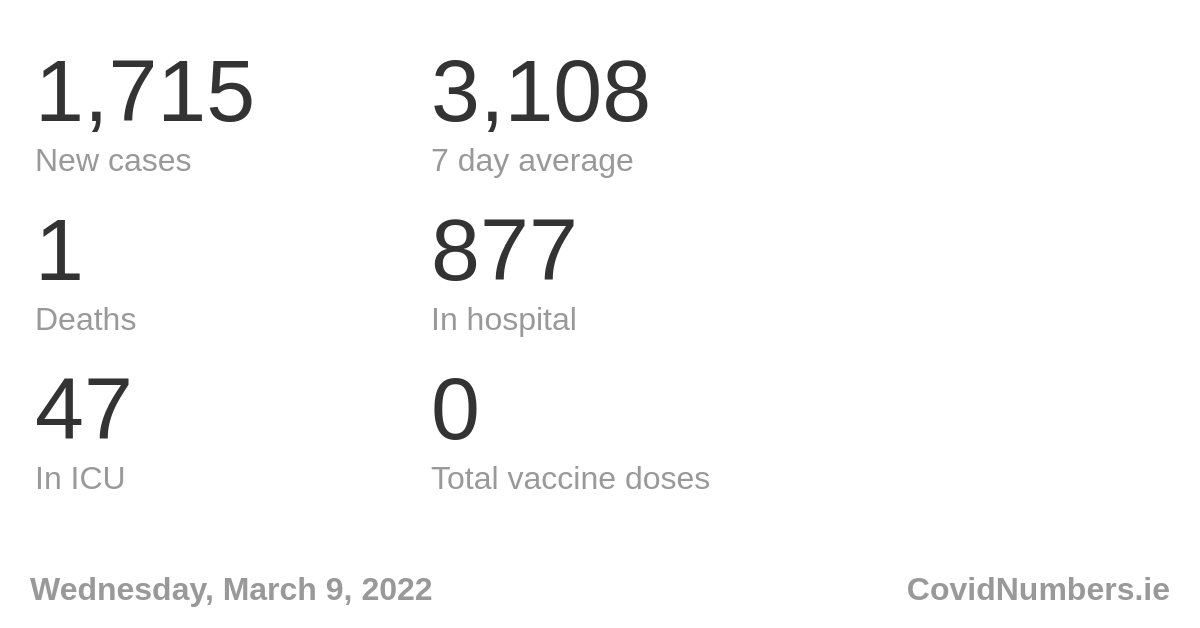 1,715 3,108
New cases 7 day average
1 877
Deaths In hospital
47 0
In ICU Total vaccine doses
Wednesday, March 9, 2022 CovidNumbers.ie